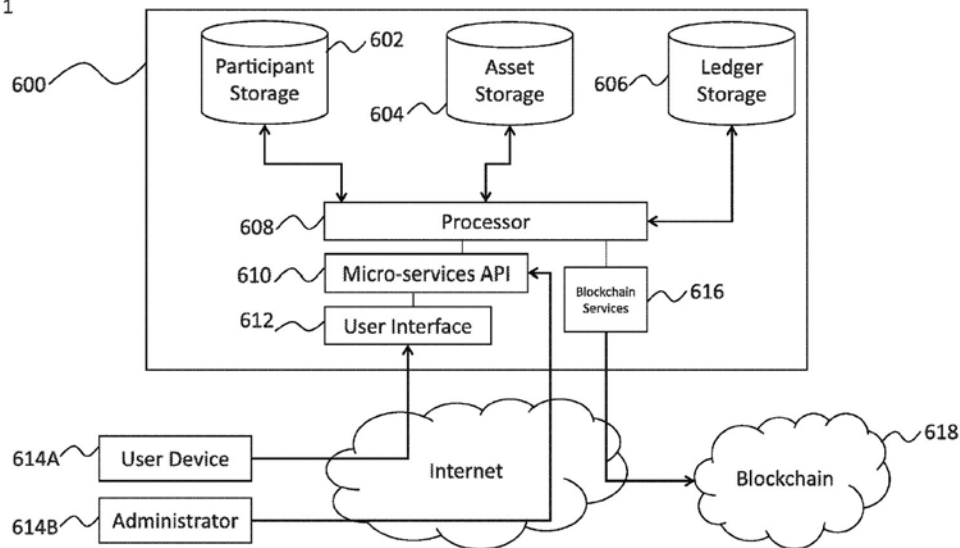 1
600
Participant
Storage
602
Asset
Storage
604
Ledger
Storage
606
608
Processor
610
Micro-services API
612
User Interface
Blockchain
Services
616
614A
User Device
614B
Administrator
Internet
Blockchain
618